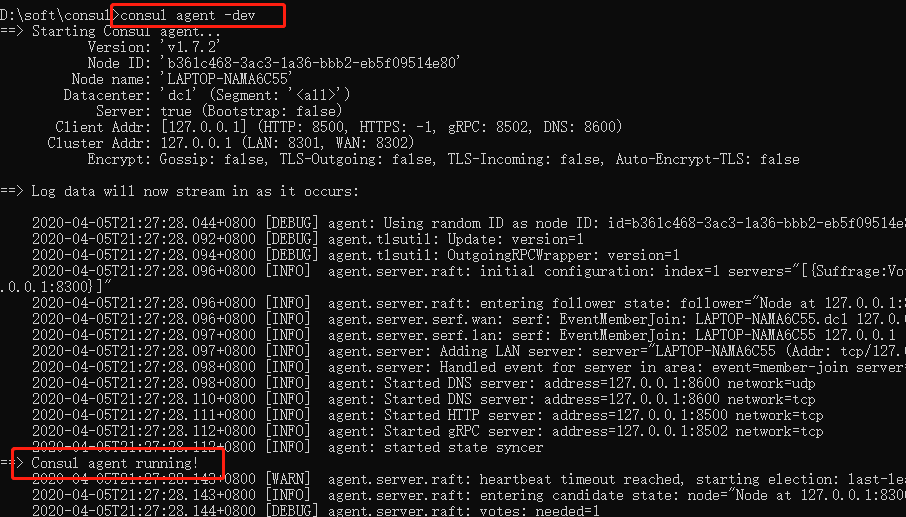 D:\soft\consul>consul agent -dev
==> Starting Consul agent...
Version: 'v1.7.2'
Node ID: 'b361c468-3ac3-1a36-bbb2-eb5f09514e80'
Node name: 'LAPTOP-NAMA6C55'
Datacenter: 'dc1' (Segment: '<all>')
Server: true (Bootstrap: false)
Client Addr: [127.0.0.1] (HTTP: 8500, HTTPS: -1, gRPC: 8502, DNS: 8600)
Cluster Addr: 127.0.0.1 (LAN: 8301, WAN: 8302)
Encrypt: Gossip: false, TLS-Outgoing: false, TLS-Incoming: false, Auto-Encrypt-TLS: false
==> Log data will now stream in as it occurs:
2020-04-05T21:27:28.044+0800 [DEBUG] agent: Using random ID as node ID: id=b361c468-3ac3-1a36-bbb2-eb5f09514e8
2020-04-05T21:27:28.092+0800 [DEBUG] agent.tlsutil: Update: version=1
2020-04-05T21:27:28.094+0800 [DEBUG] agent.tlsutil: OutgoingRPCWrapper: version=1
2020-04-05T21:27:28.096+0800 [INFO] agent.server.raft: initial configuration: index=1 servers="[{Suffrage:Vo
.0.0.1:8300}]"
2020-04-05T21:27:28.096+0800 [INFO] agent.server.raft: entering follower state: follower="Node at 127.0.0.1:8
2020-04-05T21:27:28.096+0800 [INFO] agent.server.serf.wan: serf: EventMemberJoin: LAPTOP-NAMA6C55.dc1 127.0.
2020-04-05T21:27:28.097+0800 [INFO] agent.server.serf.lan: serf: EventMemberJoin: LAPTOP-NAMA6C55 127.0.0.1
2020-04-05T21:27:28.097+0800 [INFO] agent.server: Adding LAN server: server="LAPTOP-NAMA6C55 (Addr: tcp/127.
2020-04-05T21:27:28.098+0800 [INFO] agent.server: Handled event for server in area: event=member-join server=
2020-04-05T21:27:28.098+0800 [INFO] agent: Started DNS server: address=127.0.0.1:8600 network=udp
2020-04-05T21:27:28.110+0800 [INFO] agent: Started DNS server: address=127.0.0.1:8600 network=tcp
2020-04-05T21:27:28.111+0800 [INFO] agent: Started HTTP server: address=127.0.0.1:8500 network=tcp
2020-04-05T21:27:28.112+0800 [INFO] agent: Started gRPC server: address=127.0.0.1:8502 network=tcp
2020-04-05T21:27:28.112+0800 [INFO] agent: started state syncer
==> Consul agent running!
2020-04-05T21:27:28.143+0800 [WARN] agent.server.raft: heartbeat timeout reached, starting election: last-lea
2020-04-05T21:27:28.143+0800 [INFO] agent.server.raft: entering candidate state: node="Node at 127.0.0.1:8300
2020-04-05T21:27:28.144+0800 [DEBUG] agent.server.raft: votes: needed=1